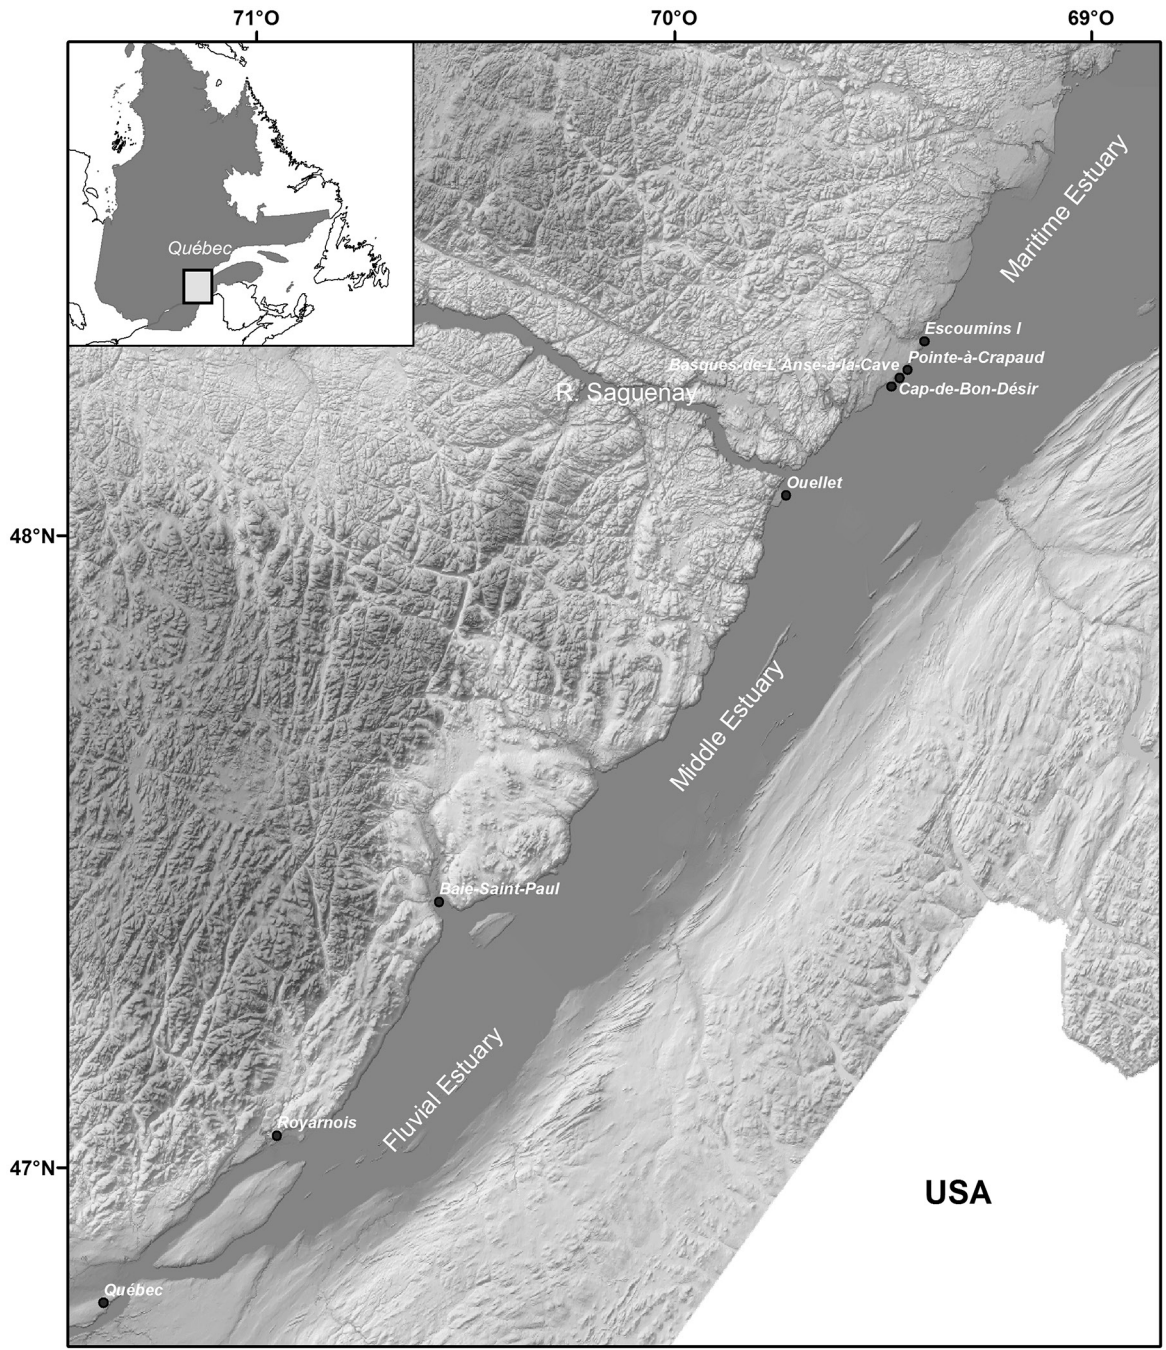 71°O 70°O 69°O
Québec
Maritime Estuary
Escoumins I
Pointe-à-Crapaud
Basques-de-L'Anse-à-la-Cave
Cap-de-Bon-Désir
R. Saguenay
Ouellet
48°N
Middle Estuary
Baie-Saint-Paul
Fluvial Estuary
Royarnois
47°N
USA
Québec